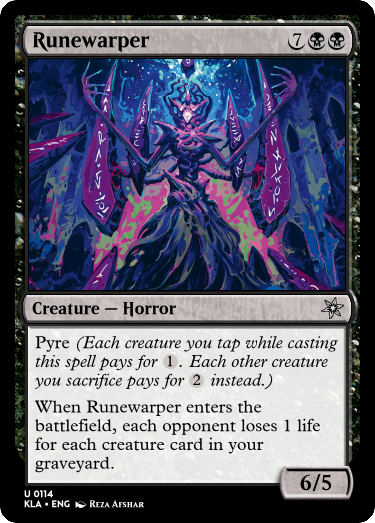 Runewarper 7
Creature — Horror
Pyre (Each creature you tap while casting
this spell pays for 1. Each other creature
you sacrifice pays for 2 instead.)
When Runewarper enters the
battlefield, each opponent loses 1 life
for each creature card in your
graveyard.
6/5
U 0114
KLA • ENG Reza Afshar